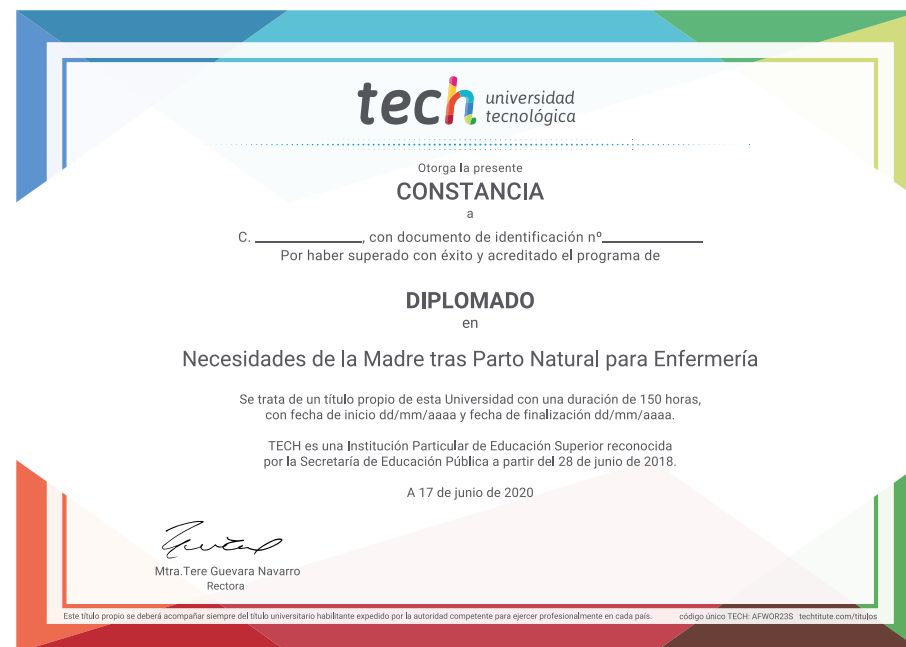 tech universidad
tecnológica
Otorga la presente
CONSTANCIA
a
C. ______________, con documento de identificación nº_____________
Por haber superado con éxito y acreditado el programa de
DIPLOMADO
en
Necesidades de la Madre tras Parto Natural para Enfermería
Se trata de un título propio de esta Universidad con una duración de 150 horas,
con fecha de inicio dd/mm/aaaa y fecha de finalización dd/mm/aaaa.
TECH es una Institución Particular de Educación Superior reconocida
por la Secretaría de Educación Pública a partir del 28 de junio de 2018.
A 17 de junio de 2020
Mtra.Tere Guevara Navarro
Rectora
Este título propio se deberá acompañar siempre del título universitario habilitante expedido por la autoridad competente para ejercer profesionalmente en cada país. código único TECH: AFWOR23S techtitute.com/titulos